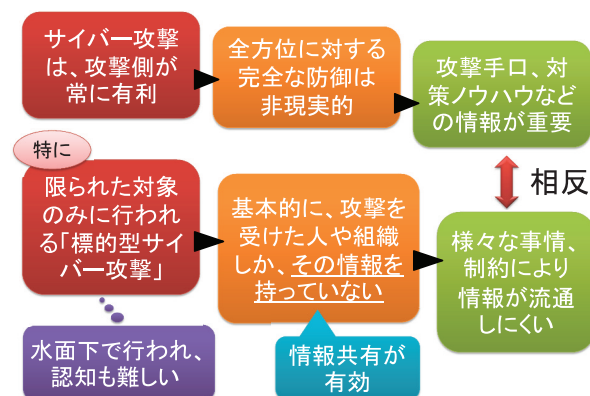 サイバー攻撃
は、攻撃側が
常に有利
全方位に対する
完全な防御は
非現実的
攻撃手口、対
策ノウハウなど
の情報が重要
特に
限られた対象
のみに行われ
る「標的型サイ
バー攻撃」
基本的に、攻撃を
受けた人や組織
しか、その情報を
持っていない
相反
様々な事情、
制約により
情報が流通
しにくい
水面下で行われ、
認知も難しい
情報共有が
有効